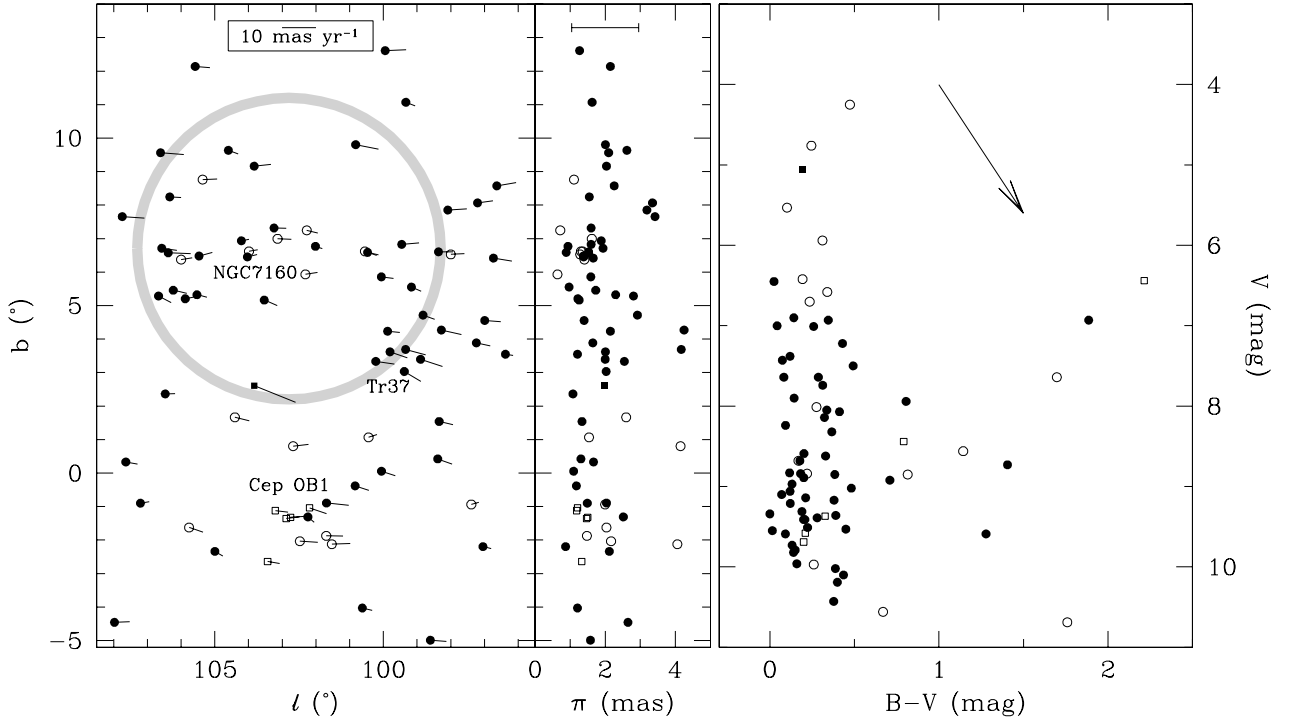 10 mas yr⁻¹
NGC7160
Tr37
Cep OB1
b (°)
10
5
0
−5
105
100
l (°)
0
2
4
π (mas)
0
1
2
B−V (mag)
4
6
8
10
V (mag)